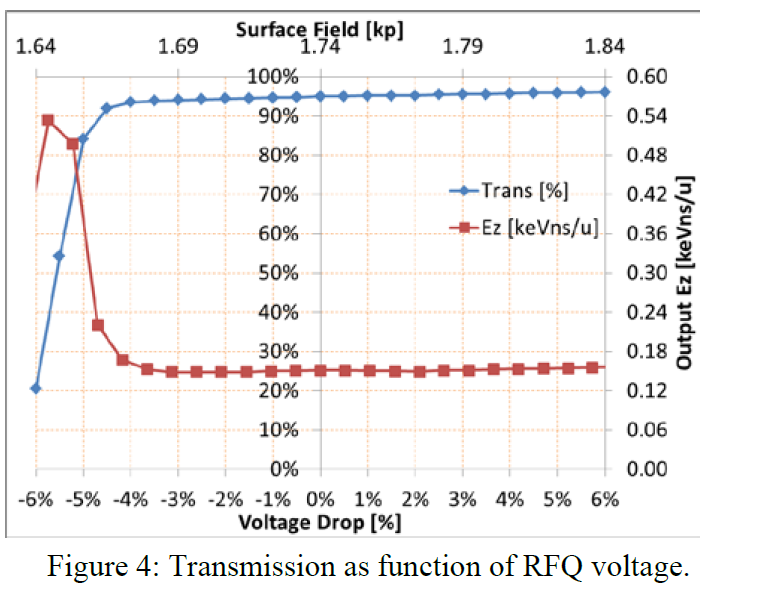 Surface Field [kp]
1.64 1.69 1.74 1.79 1.84
100% 0.60
90% 0.54
80% 0.48
70% 0.42
60% 0.36
50% 0.30
40% 0.24
30% 0.18
20% 0.12
10% 0.06
0% 0.00
Trans [%]
Ez [keVns/u]
Output Ez [keVns/u]
-6% -5% -4% -3% -2% -1% 0% 1% 2% 3% 4% 5% 6%
Voltage Drop [%]
Figure 4: Transmission as function of RFQ voltage.